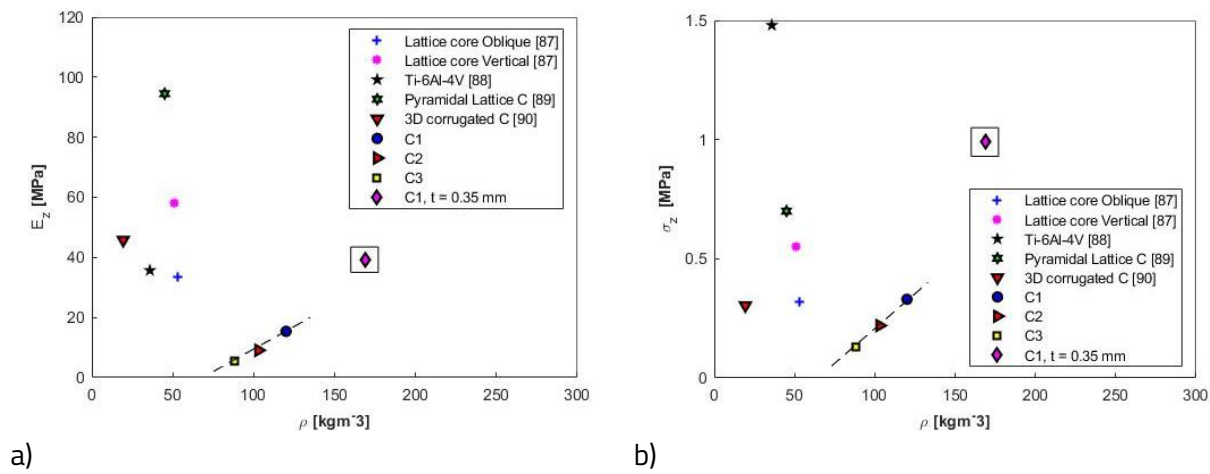 120
100
80
60
40
20
0
E_z [MPa]
Lattice core Oblique [87]
Lattice core Vertical [87]
Ti-6Al-4V [88]
Pyramidal Lattice C [89]
3D corrugated C [90]
C1
C2
C3
C1, t = 0.35 mm
0 50 100 150 200 250 300
ρ [kgm-3]
a)
1.5
1
0.5
0
σ_z [MPa]
Lattice core Oblique [87]
Lattice core Vertical [87]
Ti-6Al-4V [88]
Pyramidal Lattice C [89]
3D corrugated C [90]
C1
C2
C3
C1, t = 0.35 mm
0 50 100 150 200 250 300
ρ [kgm-3]
b)